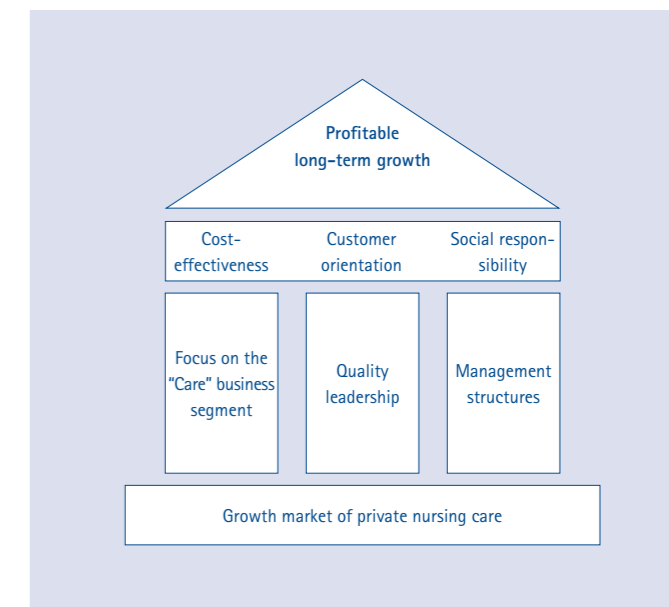 Profitable
long-term growth
Cost-
effectiveness
Customer
orientation
Social respon-
sibility
Focus on the
“Care” business
segment
Quality
leadership
Management
structures
Growth market of private nursing care